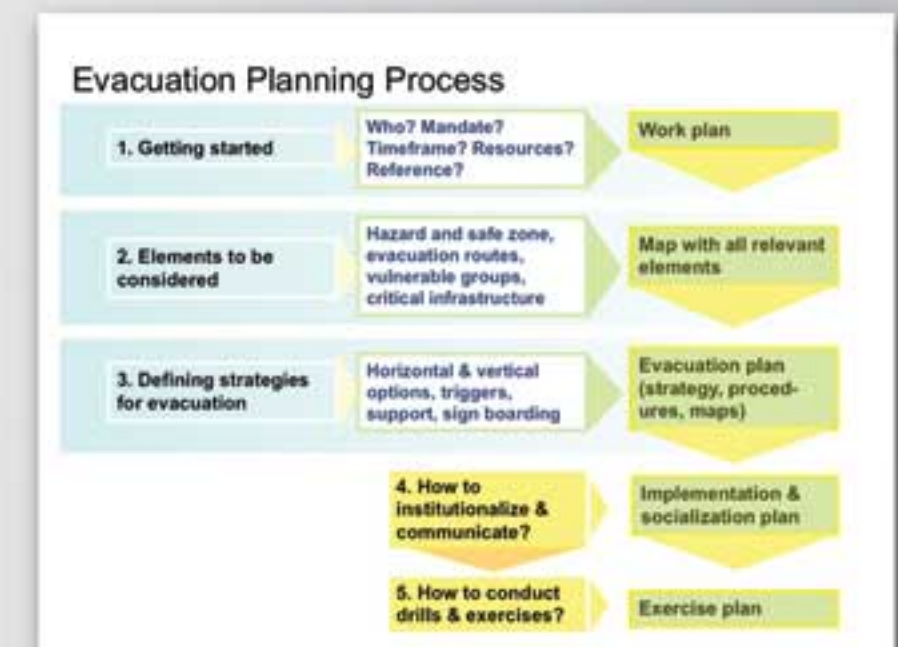 Evacuation Planning Process
1. Getting started
Who? Mandate?
Timeframe? Resources?
Reference?
Work plan
2. Elements to be
considered
Hazard and safe zone,
evacuation routes,
vulnerable groups,
critical infrastructure
Map with all relevant
elements
3. Defining strategies
for evacuation
Horizontal & vertical
options, triggers,
support, sign boarding
Evacuation plan
(strategy, proced-
ures, maps)
4. How to
institutionalize &
communicate?
Implementation &
socialization plan
5. How to conduct
drills & exercises?
Exercise plan